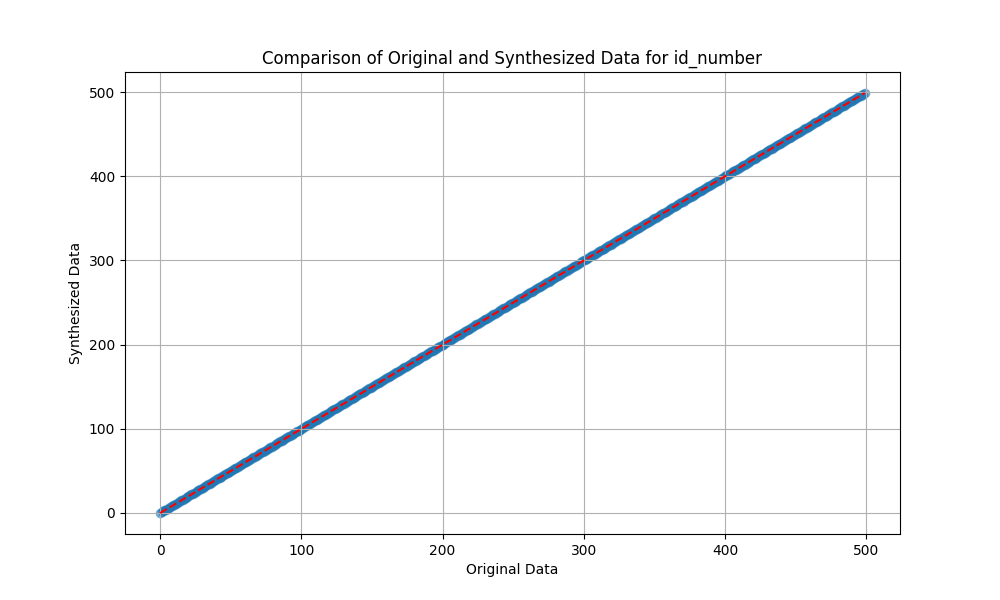 Comparison of Original and Synthesized Data for id_number
500
400
300
200
100
0
Synthesized Data
0 100 200 300 400 500
Original Data